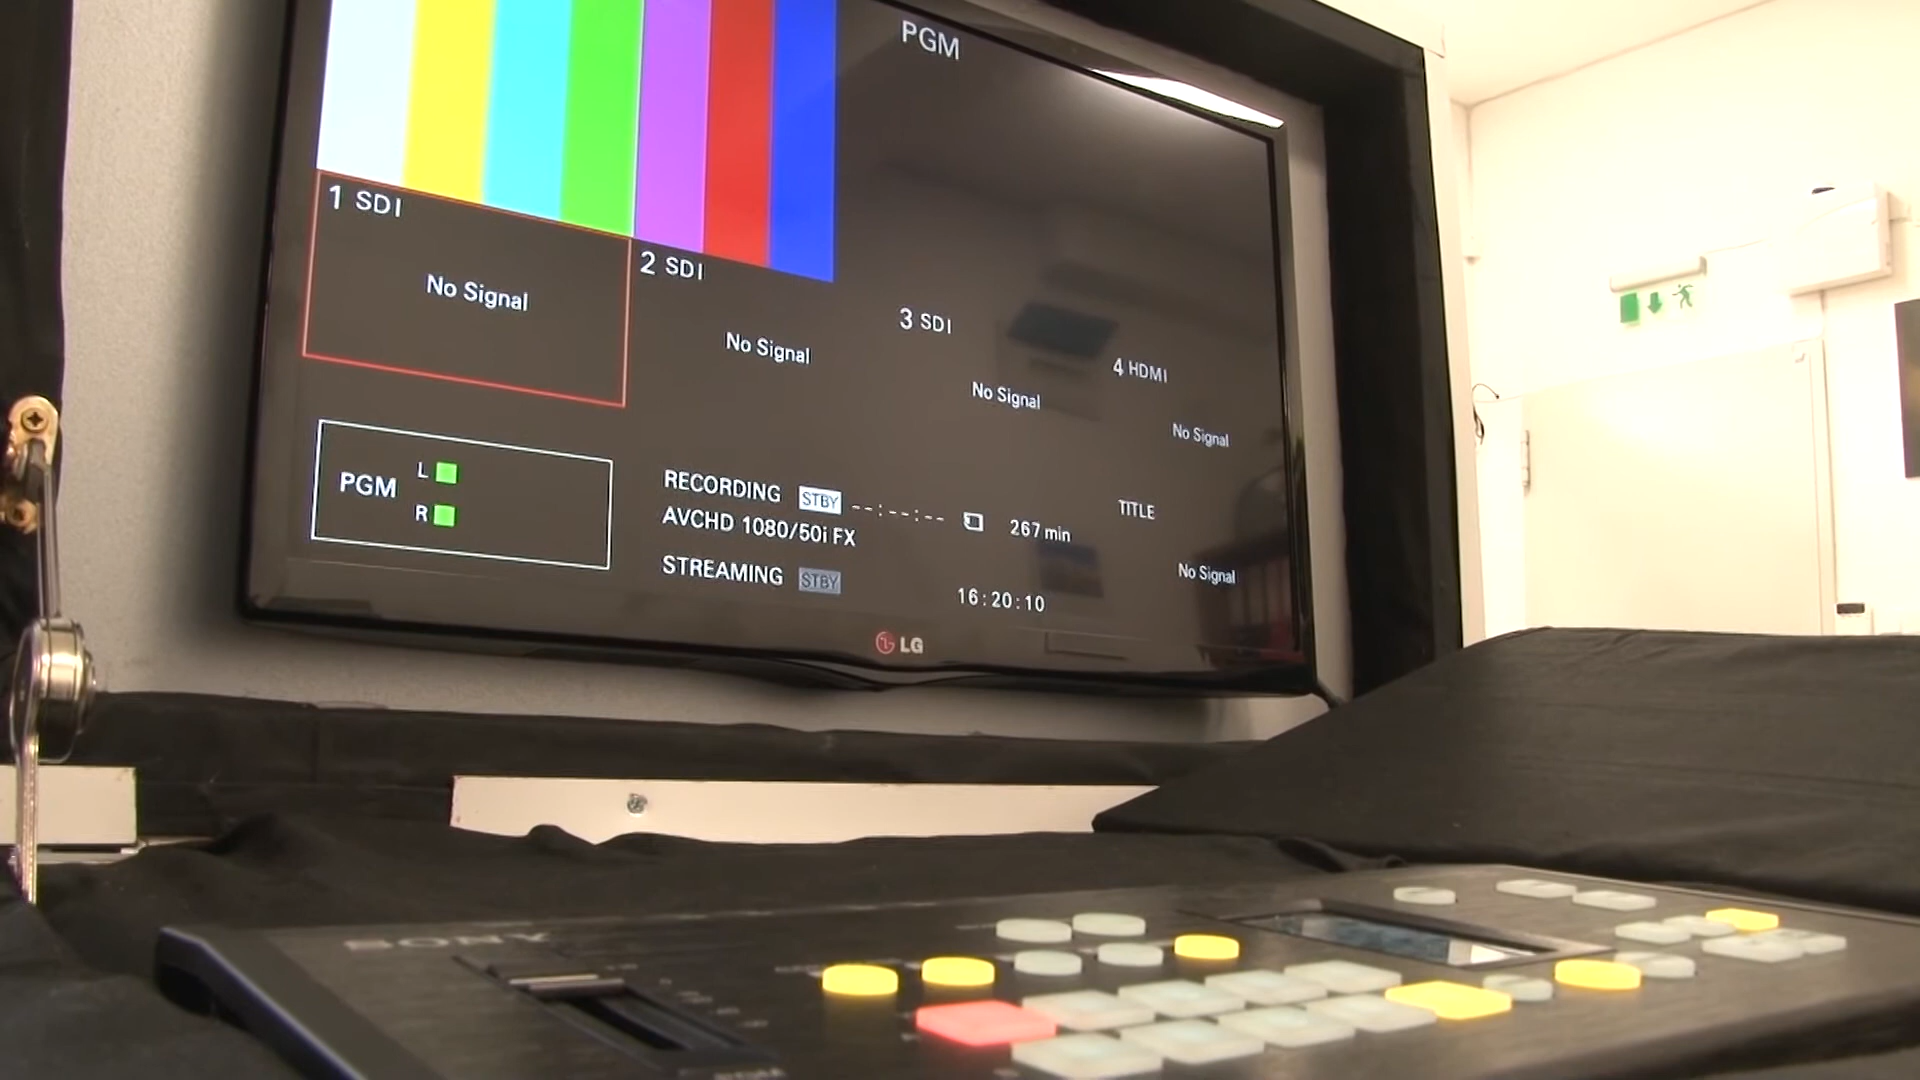 PGM
1 SDI
No Signal
2 SDI
No Signal
3 SDI
No Signal
4 HDMI
No Signal
PGM
L
R
RECORDING STBY --:--:-- 267 min
AVCHD 1080/50i FX
STREAMING STBY
16:20:10
TITLE
No Signal
LG
SONY